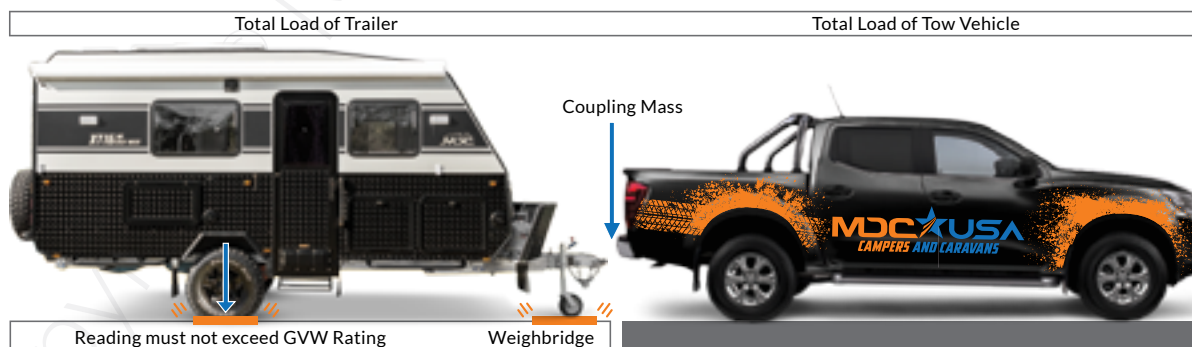 Total Load of Trailer
Total Load of Tow Vehicle
Coupling Mass
MDC USA
CAMPERS AND CARAVANS
MDC
Reading must not exceed GVW Rating
Weighbridge